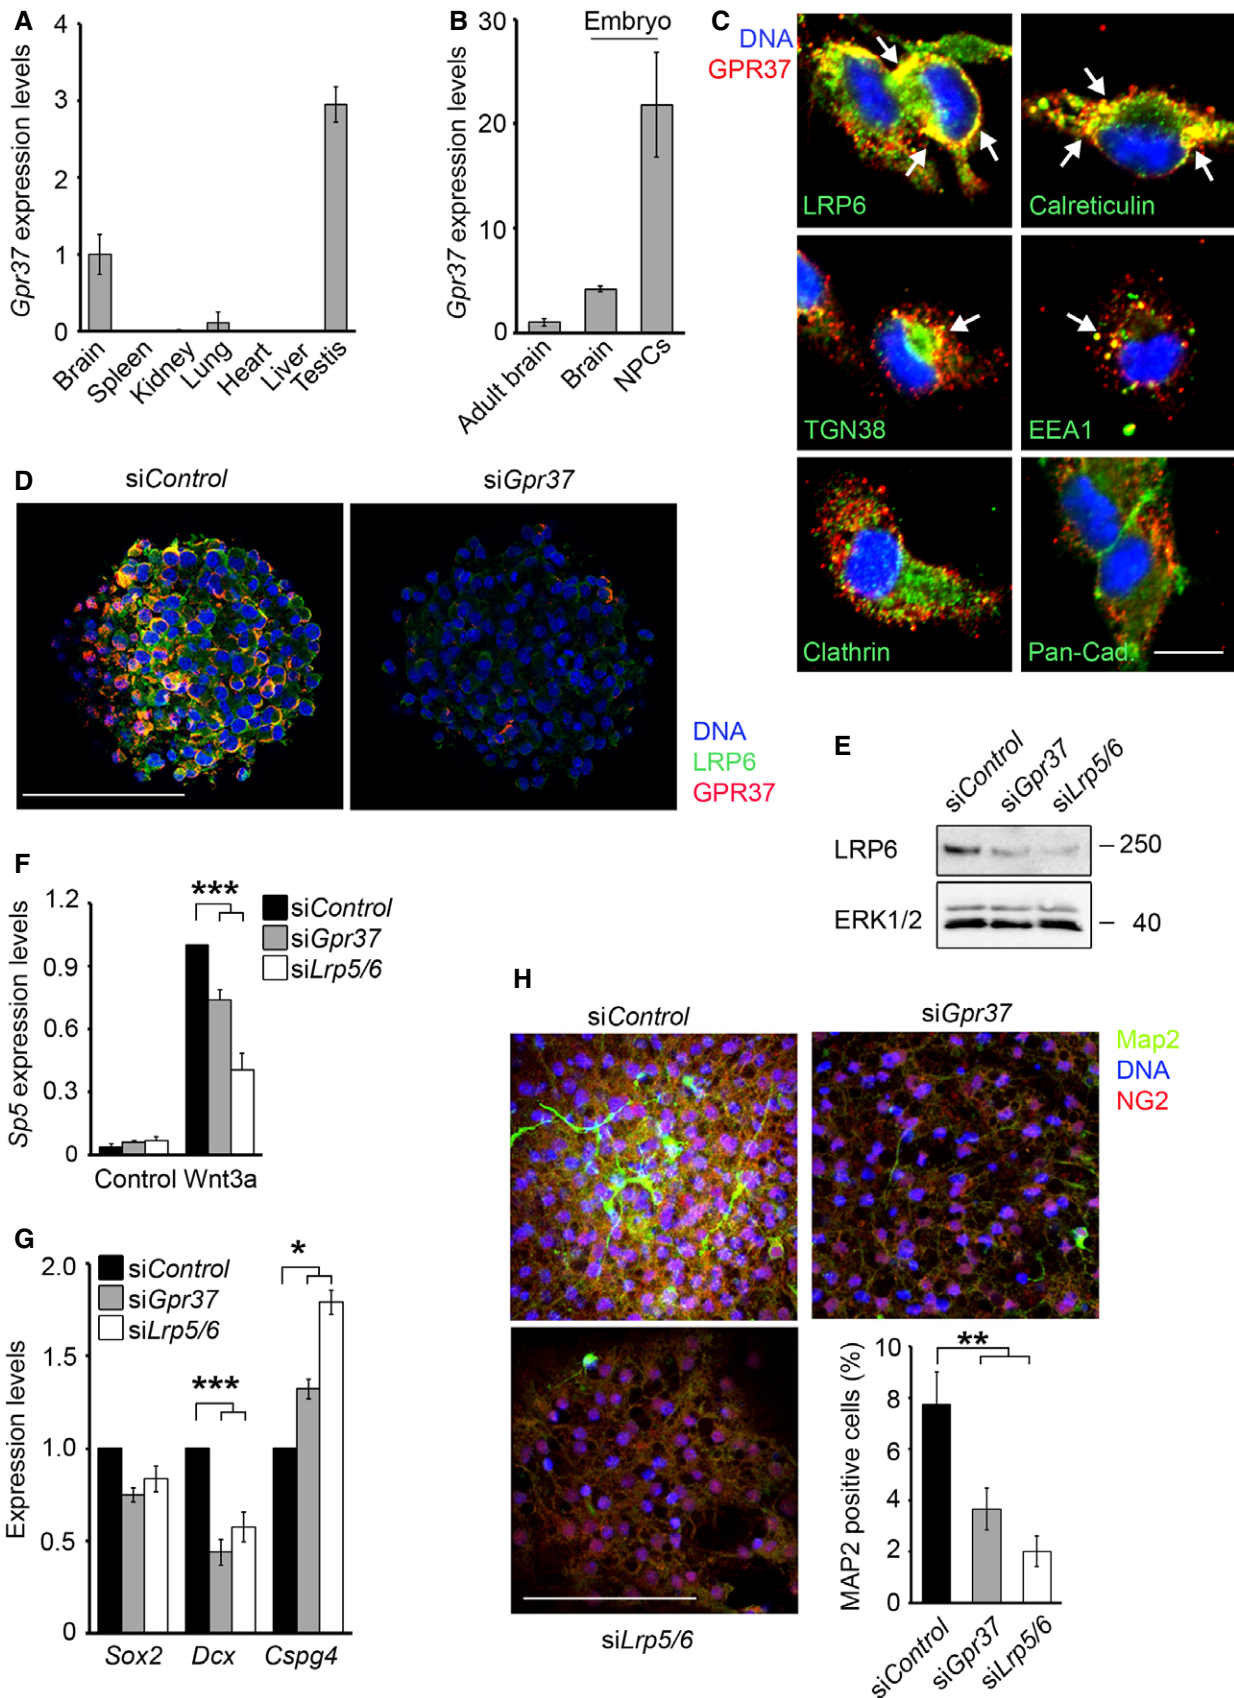 A
Gpr37 expression levels
4
3
2
1
0
Brain
Spleen
Kidney
Lung
Heart
Liver
Testis
B
Gpr37 expression levels
30
20
10
0
Embryo
Adult brain
Brain
NPCs
C
DNA
GPR37
LRP6
Calreticulin
TGN38
EEA1
Clathrin
Pan-Cad.
D
siControl
siGpr37
DNA
LRP6
GPR37
E
siControl
siGpr37
siLrp5/6
LRP6
250
ERK1/2
40
F
Sp5 expression levels
1.2
0.9
0.6
0.3
0
***
siControl
siGpr37
siLrp5/6
Control Wnt3a
G
Expression levels
2.0
1.5
1.0
0.5
0
siControl
siGpr37
siLrp5/6
***
*
Sox2 Dcx Cspg4
H
siControl
siGpr37
Map2
DNA
NG2
siLrp5/6
MAP2 positive cells (%)
10
8
6
4
2
0
**
siControl
siGpr37
siLrp5/6